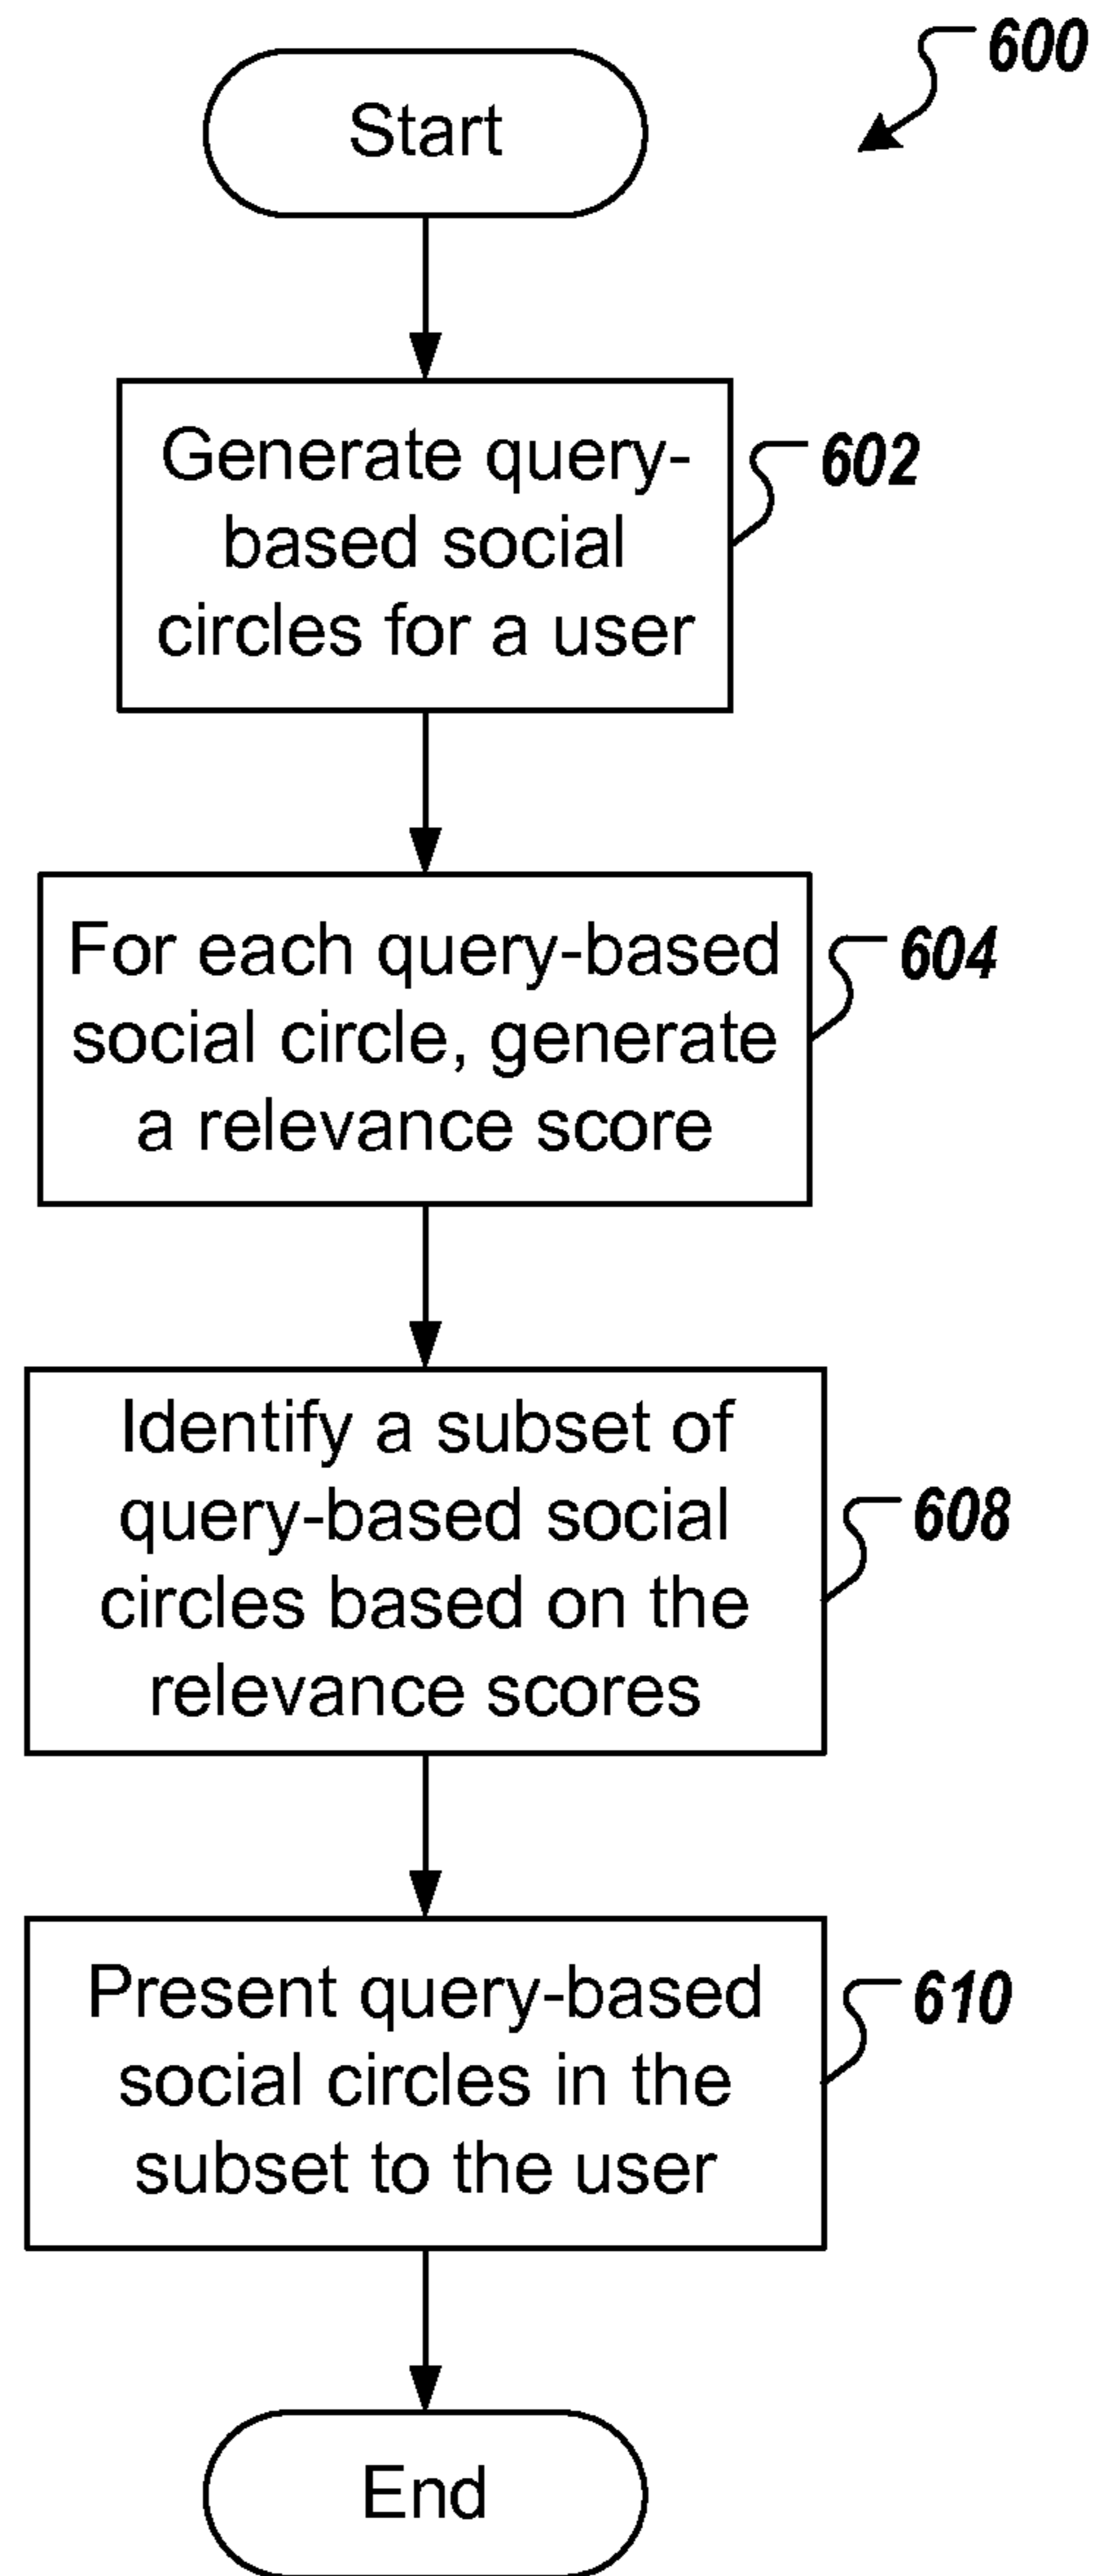 600
Start
Generate query-
based social
circles for a user
602
For each query-based
social circle, generate
a relevance score
604
Identify a subset of
query-based social
circles based on the
relevance scores
608
Present query-based
social circles in the
subset to the user
610
End